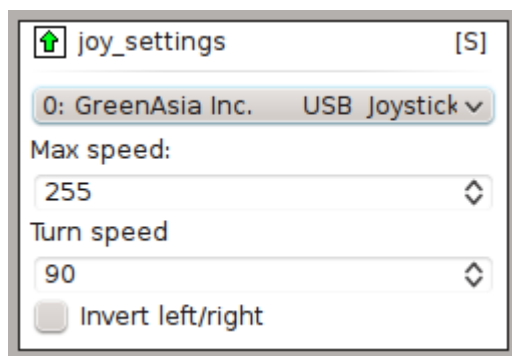 joy_settings [S]
0: GreenAsia Inc. USB Joystick
Max speed:
255
Turn speed
90
Invert left/right